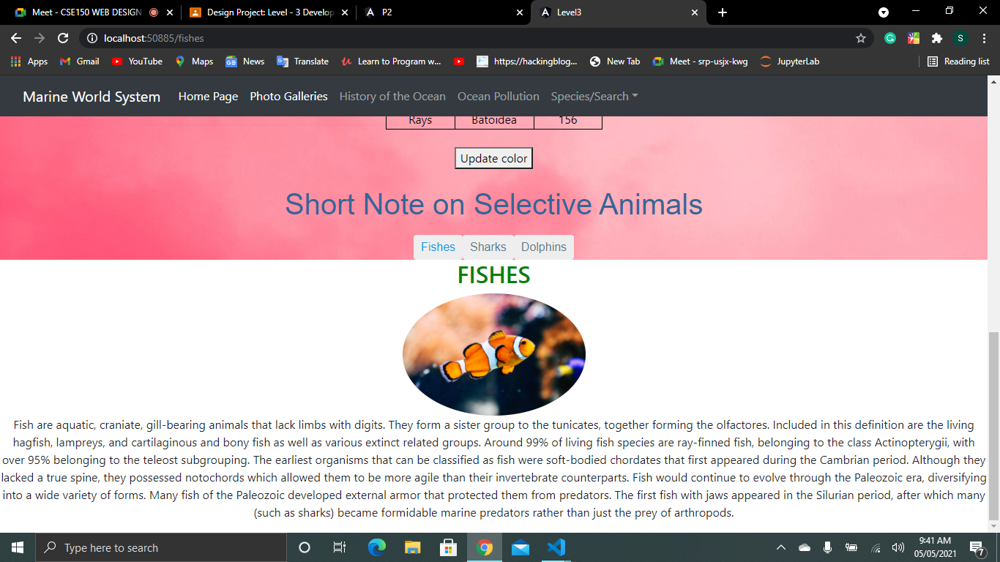 Meet - CSE150 WEB DESIGN
Design Project: Level - 3 Develop
P2
Level3
localhost:50885/fishes
S
Apps
Gmail
YouTube
Maps
News
Translate
Learn to Program w...
https://hackingblog...
New Tab
Meet - srp-usjx-kwg
JupyterLab
Reading list
Marine World System
Home Page
Photo Galleries
History of the Ocean
Ocean Pollution
Species/Search
Rays Batoidea 156
Update color
Short Note on Selective Animals
Fishes Sharks Dolphins
FISHES
Fish are aquatic, craniate, gill-bearing animals that lack limbs with digits. They form a sister group to the tunicates, together forming the olfactores. Included in this definition are the living
hagfish, lampreys, and cartilaginous and bony fish as well as various extinct related groups. Around 99% of living fish species are ray-finned fish, belonging to the class Actinopterygii, with
over 95% belonging to the teleost subgrouping. The earliest organisms that can be classified as fish were soft-bodied chordates that first appeared during the Cambrian period. Although they
lacked a true spine, they possessed notochords which allowed them to be more agile than their invertebrate counterparts. Fish would continue to evolve through the Paleozoic era, diversifying
into a wide variety of forms. Many fish of the Paleozoic developed external armor that protected them from predators. The first fish with jaws appeared in the Silurian period, after which many
(such as sharks) became formidable marine predators rather than just the prey of arthropods.
Type here to search
9:41 AM
05/05/2021
7